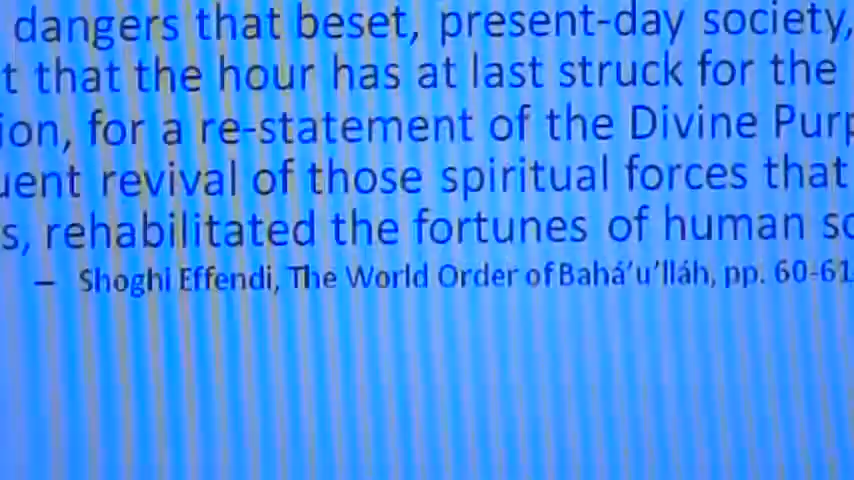 dangers that beset, present-day society,
t that the hour has at last struck for the
ion, for a re-statement of the Divine Purp
uent revival of those spiritual forces that
s, rehabilitated the fortunes of human so
– Shoghi Effendi, The World Order of Bahá'u'lláh, pp. 60-61